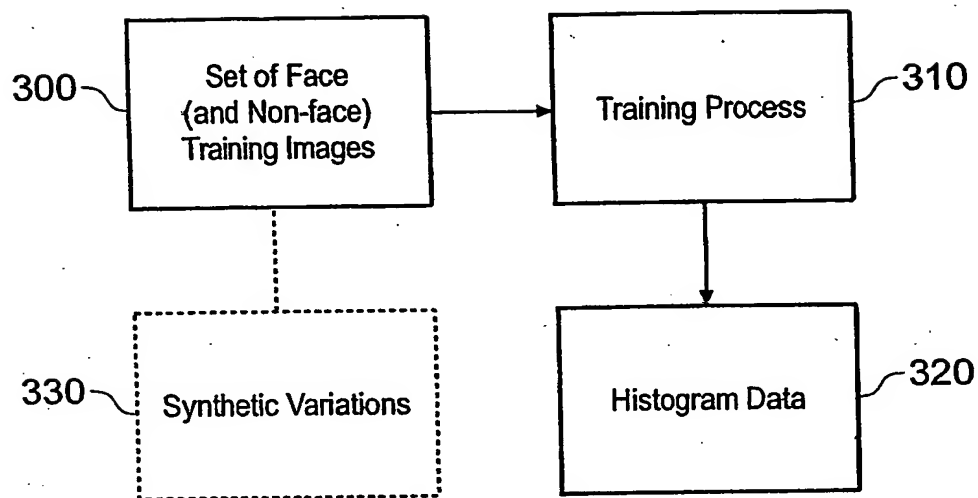 300
Set of Face
(and Non-face)
Training Images
310
Training Process
330
Synthetic Variations
320
Histogram Data